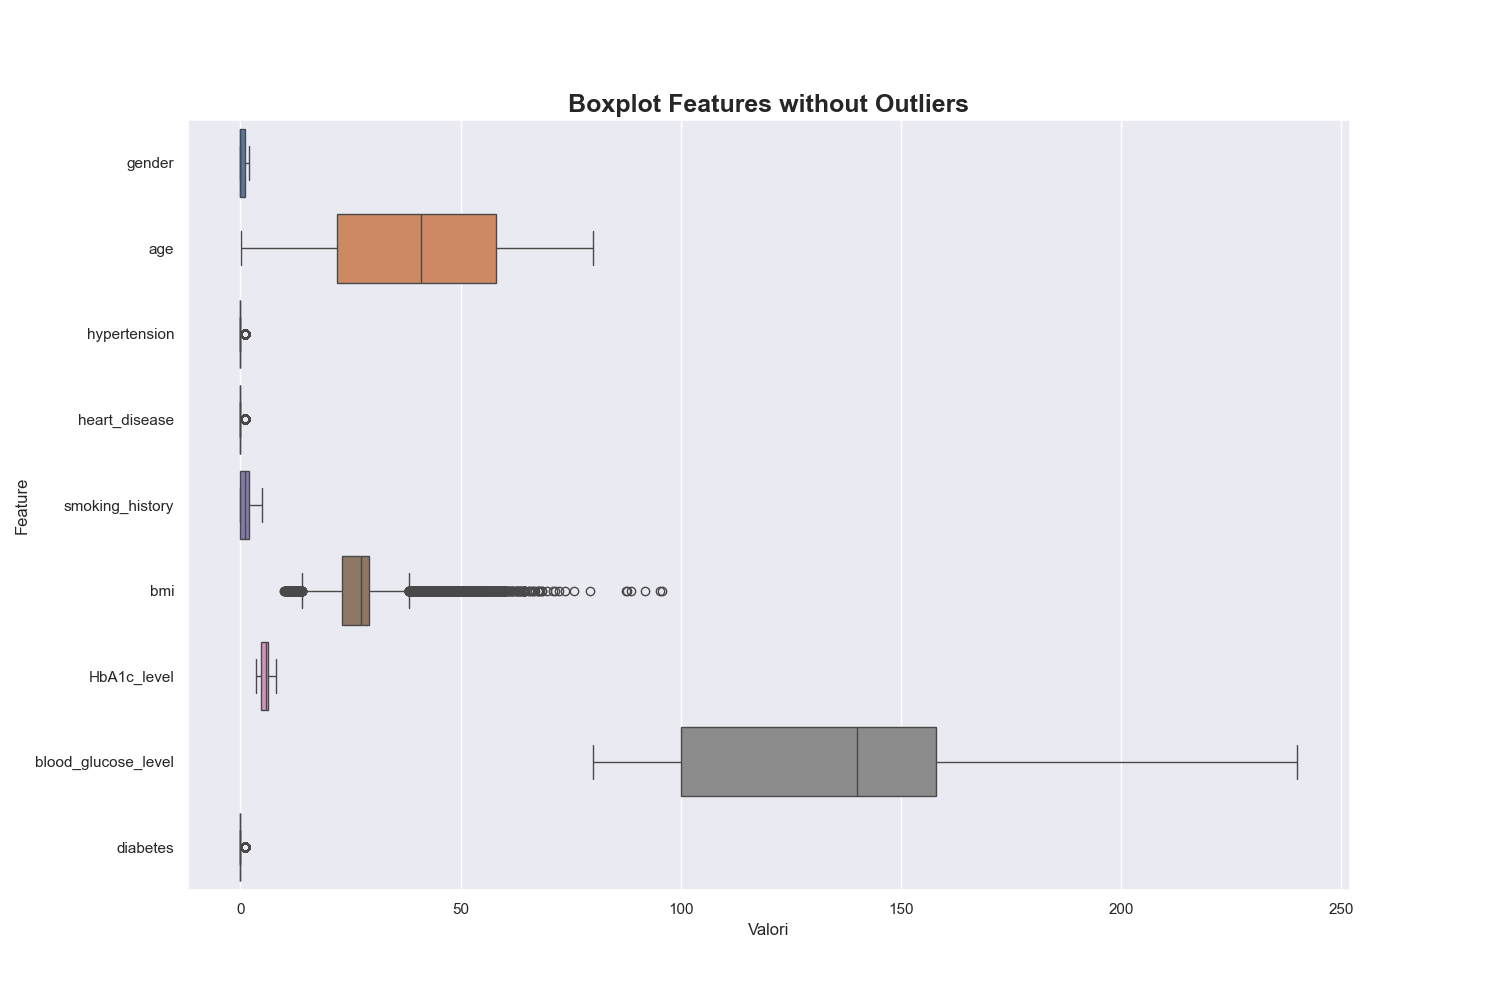 Boxplot Features without Outliers
gender
age
hypertension
heart_disease
Feature
smoking_history
bmi
HbA1c_level
blood_glucose_level
diabetes
0 50 100 150 200 250
Valori